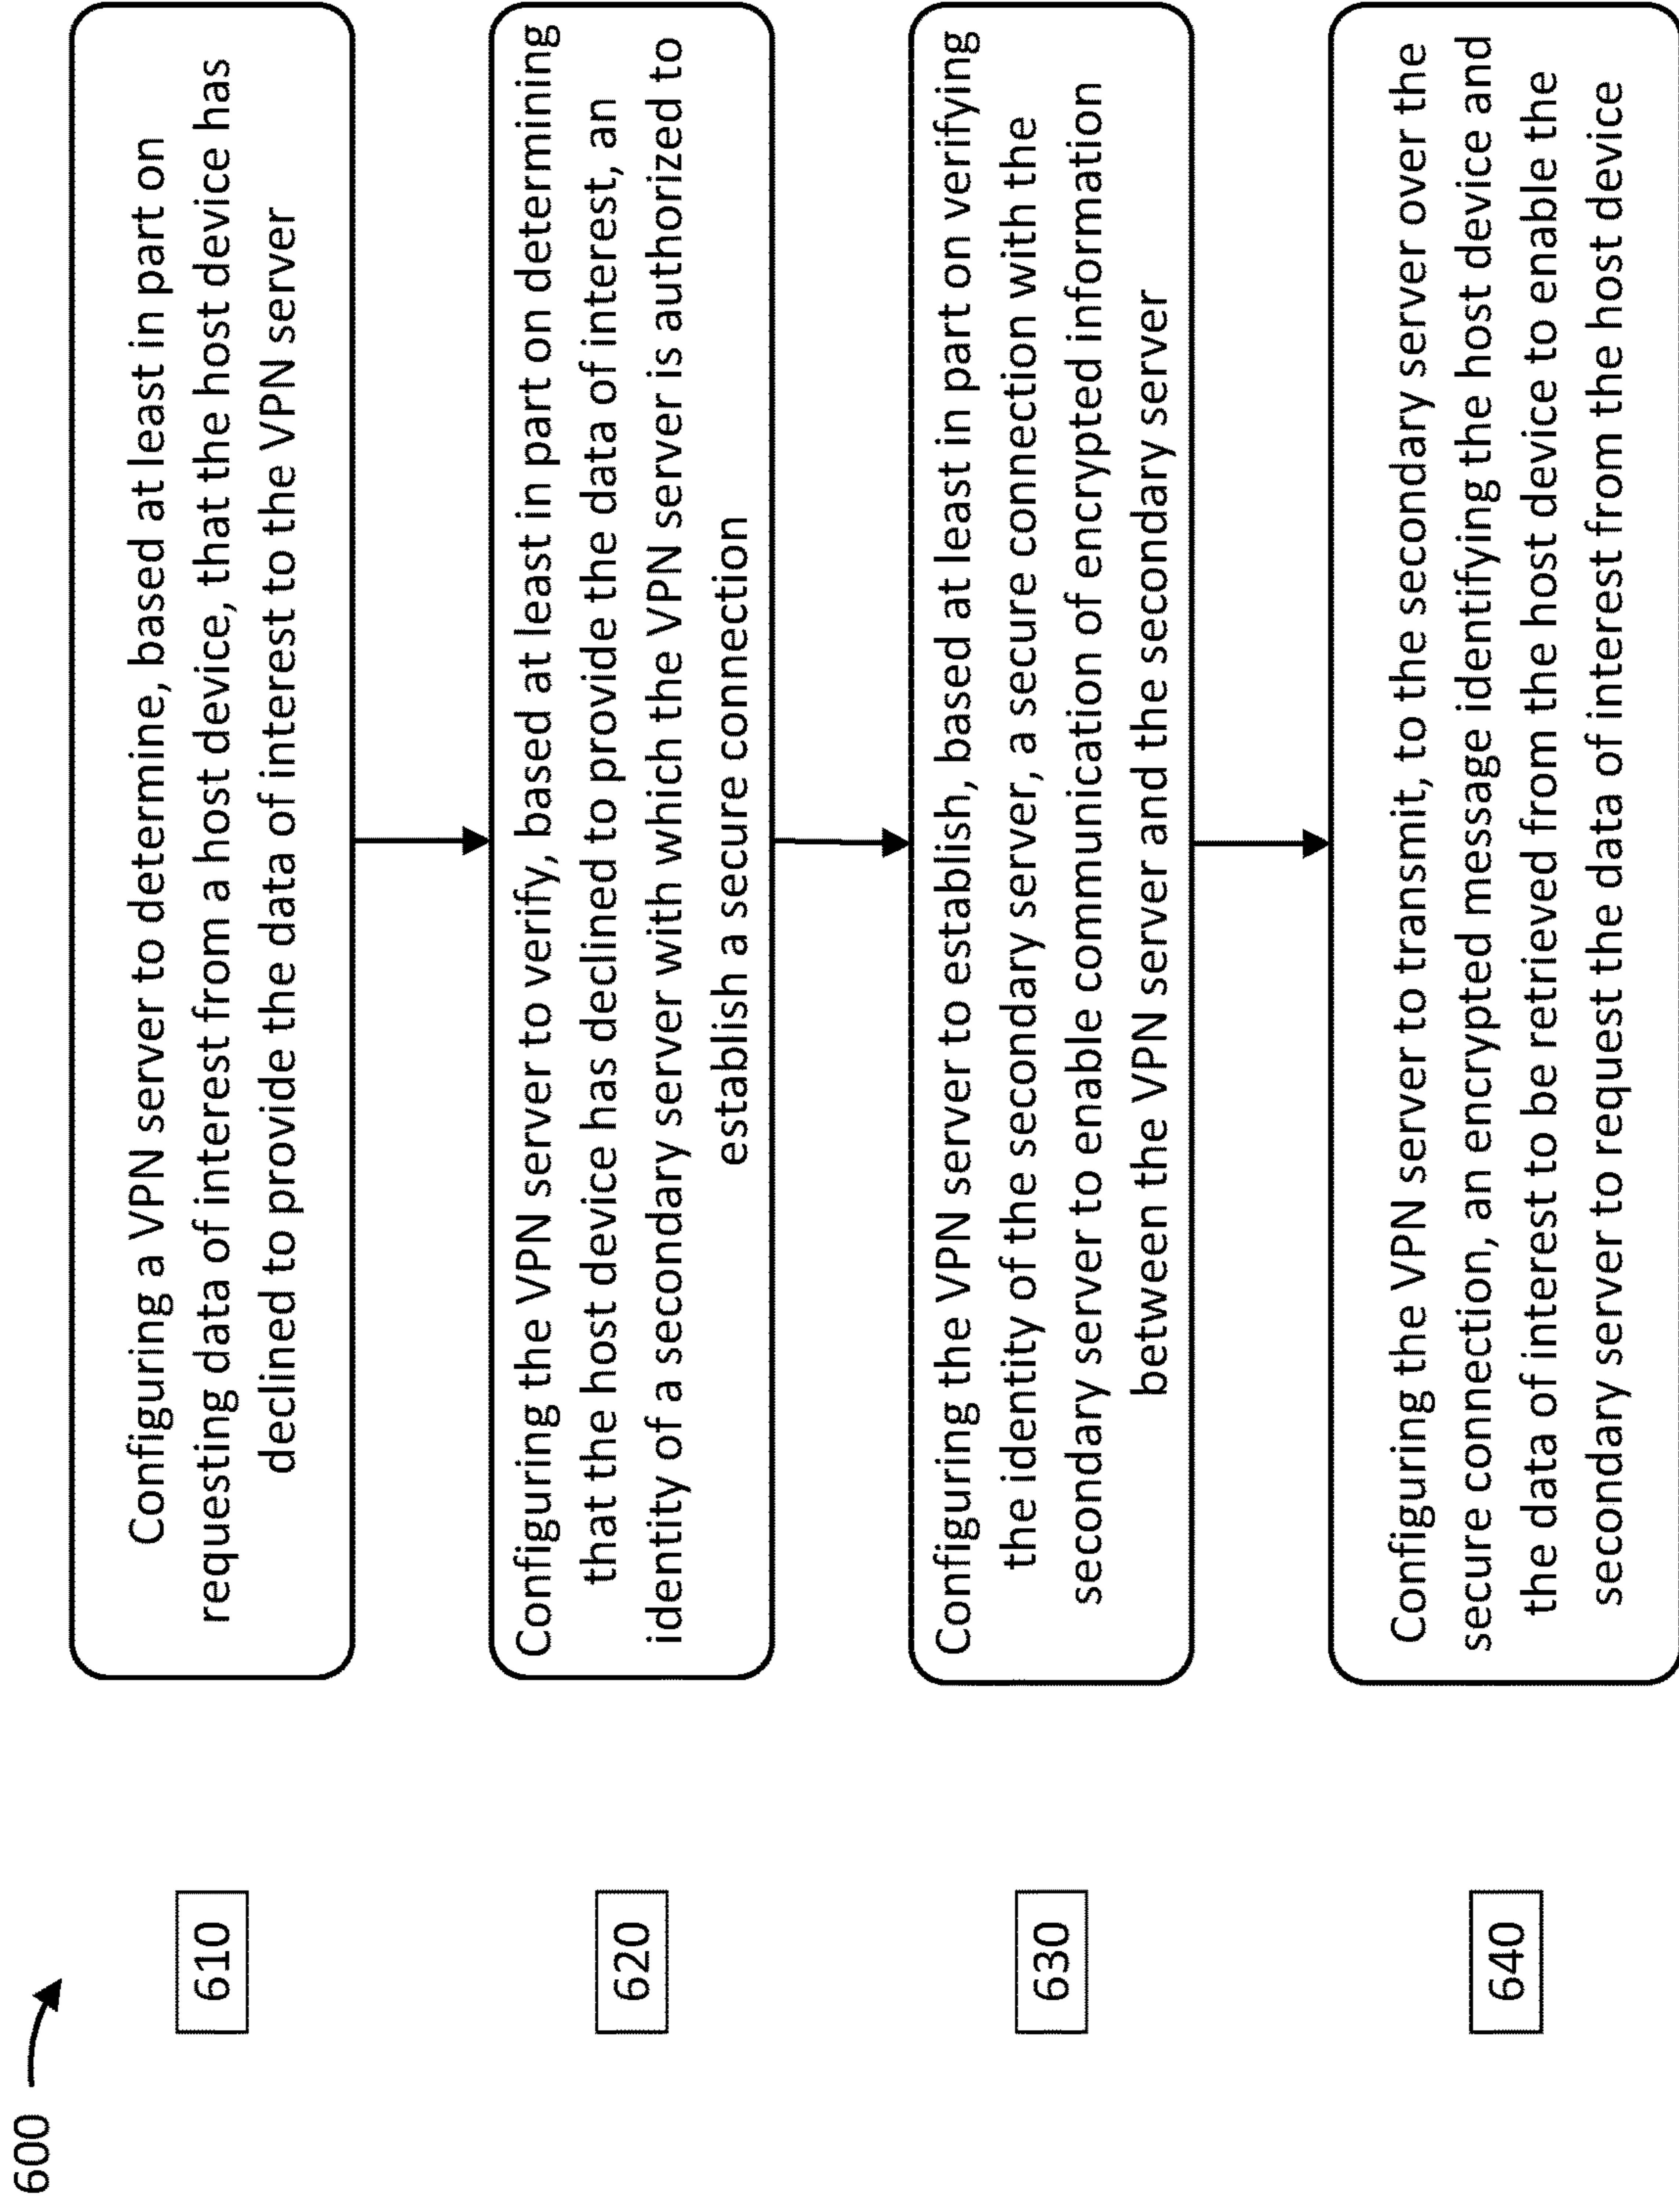 600
610
Configuring a VPN server to determine, based at least in part on
requesting data of interest from a host device, that the host device has
declined to provide the data of interest to the VPN server
620
Configuring the VPN server to verify, based at least in part on determining
that the host device has declined to provide the data of interest, an
identity of a secondary server with which the VPN server is authorized to
establish a secure connection
630
Configuring the VPN server to establish, based at least in part on verifying
the identity of the secondary server, a secure connection with the
secondary server to enable communication of encrypted information
between the VPN server and the secondary server
640
Configuring the VPN server to transmit, to the secondary server over the
secure connection, an encrypted message identifying the host device and
the data of interest to be retrieved from the host device to enable the
secondary server to request the data of interest from the host device